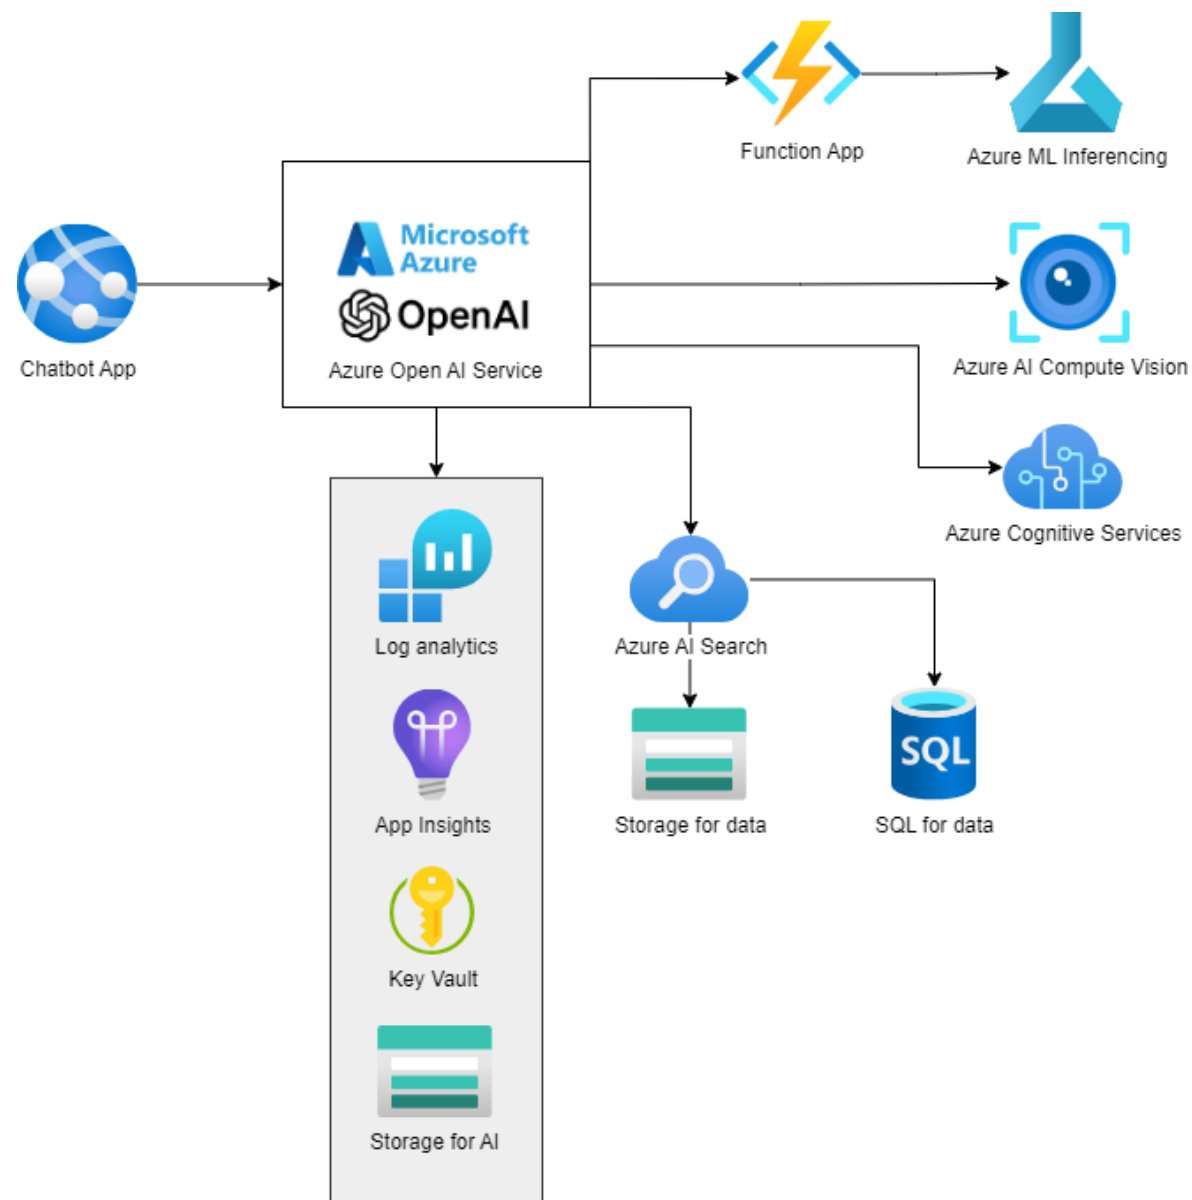 Function App
Azure ML Inferencing
Microsoft
Azure
OpenAI
Azure Open AI Service
Chatbot App
Azure AI Compute Vision
Azure Cognitive Services
Log analytics
Azure AI Search
SQL
App Insights
Storage for data
SQL for data
Key Vault
Storage for AI